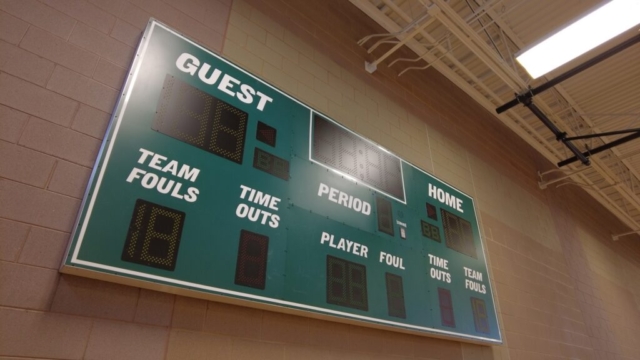 GUEST
HOME
PERIOD
TEAM
FOULS
TIME
OUTS
PLAYER
FOUL
TIME
OUTS
TEAM
FOULS